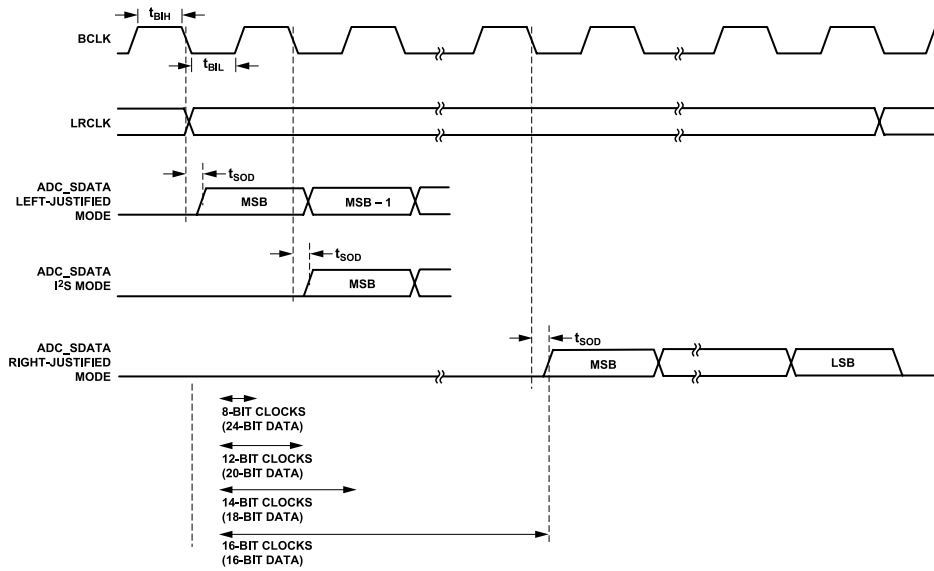 tBIH
BCLK
tBIL
LRCLK
tSOD
ADC_SDATA
LEFT-JUSTIFIED
MODE
MSB
MSB – 1
tSOD
ADC_SDATA
I2S MODE
MSB
tSOD
ADC_SDATA
RIGHT-JUSTIFIED
MODE
MSB
LSB
8-BIT CLOCKS
(24-BIT DATA)
12-BIT CLOCKS
(20-BIT DATA)
14-BIT CLOCKS
(18-BIT DATA)
16-BIT CLOCKS
(16-BIT DATA)